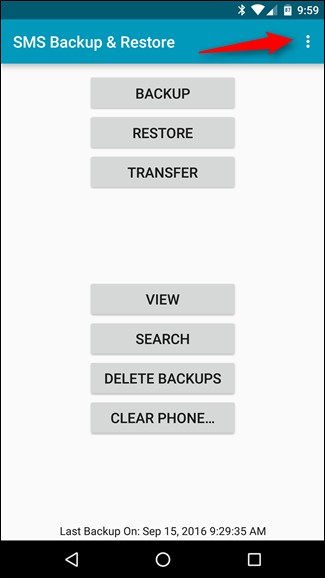 9:59
SMS Backup & Restore
BACKUP
RESTORE
TRANSFER
VIEW
SEARCH
DELETE BACKUPS
CLEAR PHONE...
Last Backup On: Sep 15, 2016 9:29:35 AM